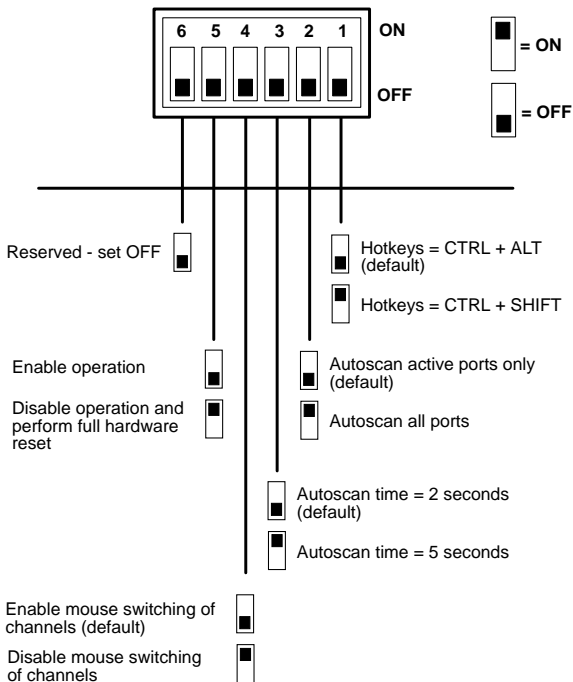 6 5 4 3 2 1
ON
OFF
= ON
= OFF
Reserved - set OFF
Hotkeys = CTRL + ALT
(default)
Hotkeys = CTRL + SHIFT
Enable operation
Disable operation and
perform full hardware
reset
Autoscan active ports only
(default)
Autoscan all ports
Autoscan time = 2 seconds
(default)
Autoscan time = 5 seconds
Enable mouse switching of
channels (default)
Disable mouse switching
of channels